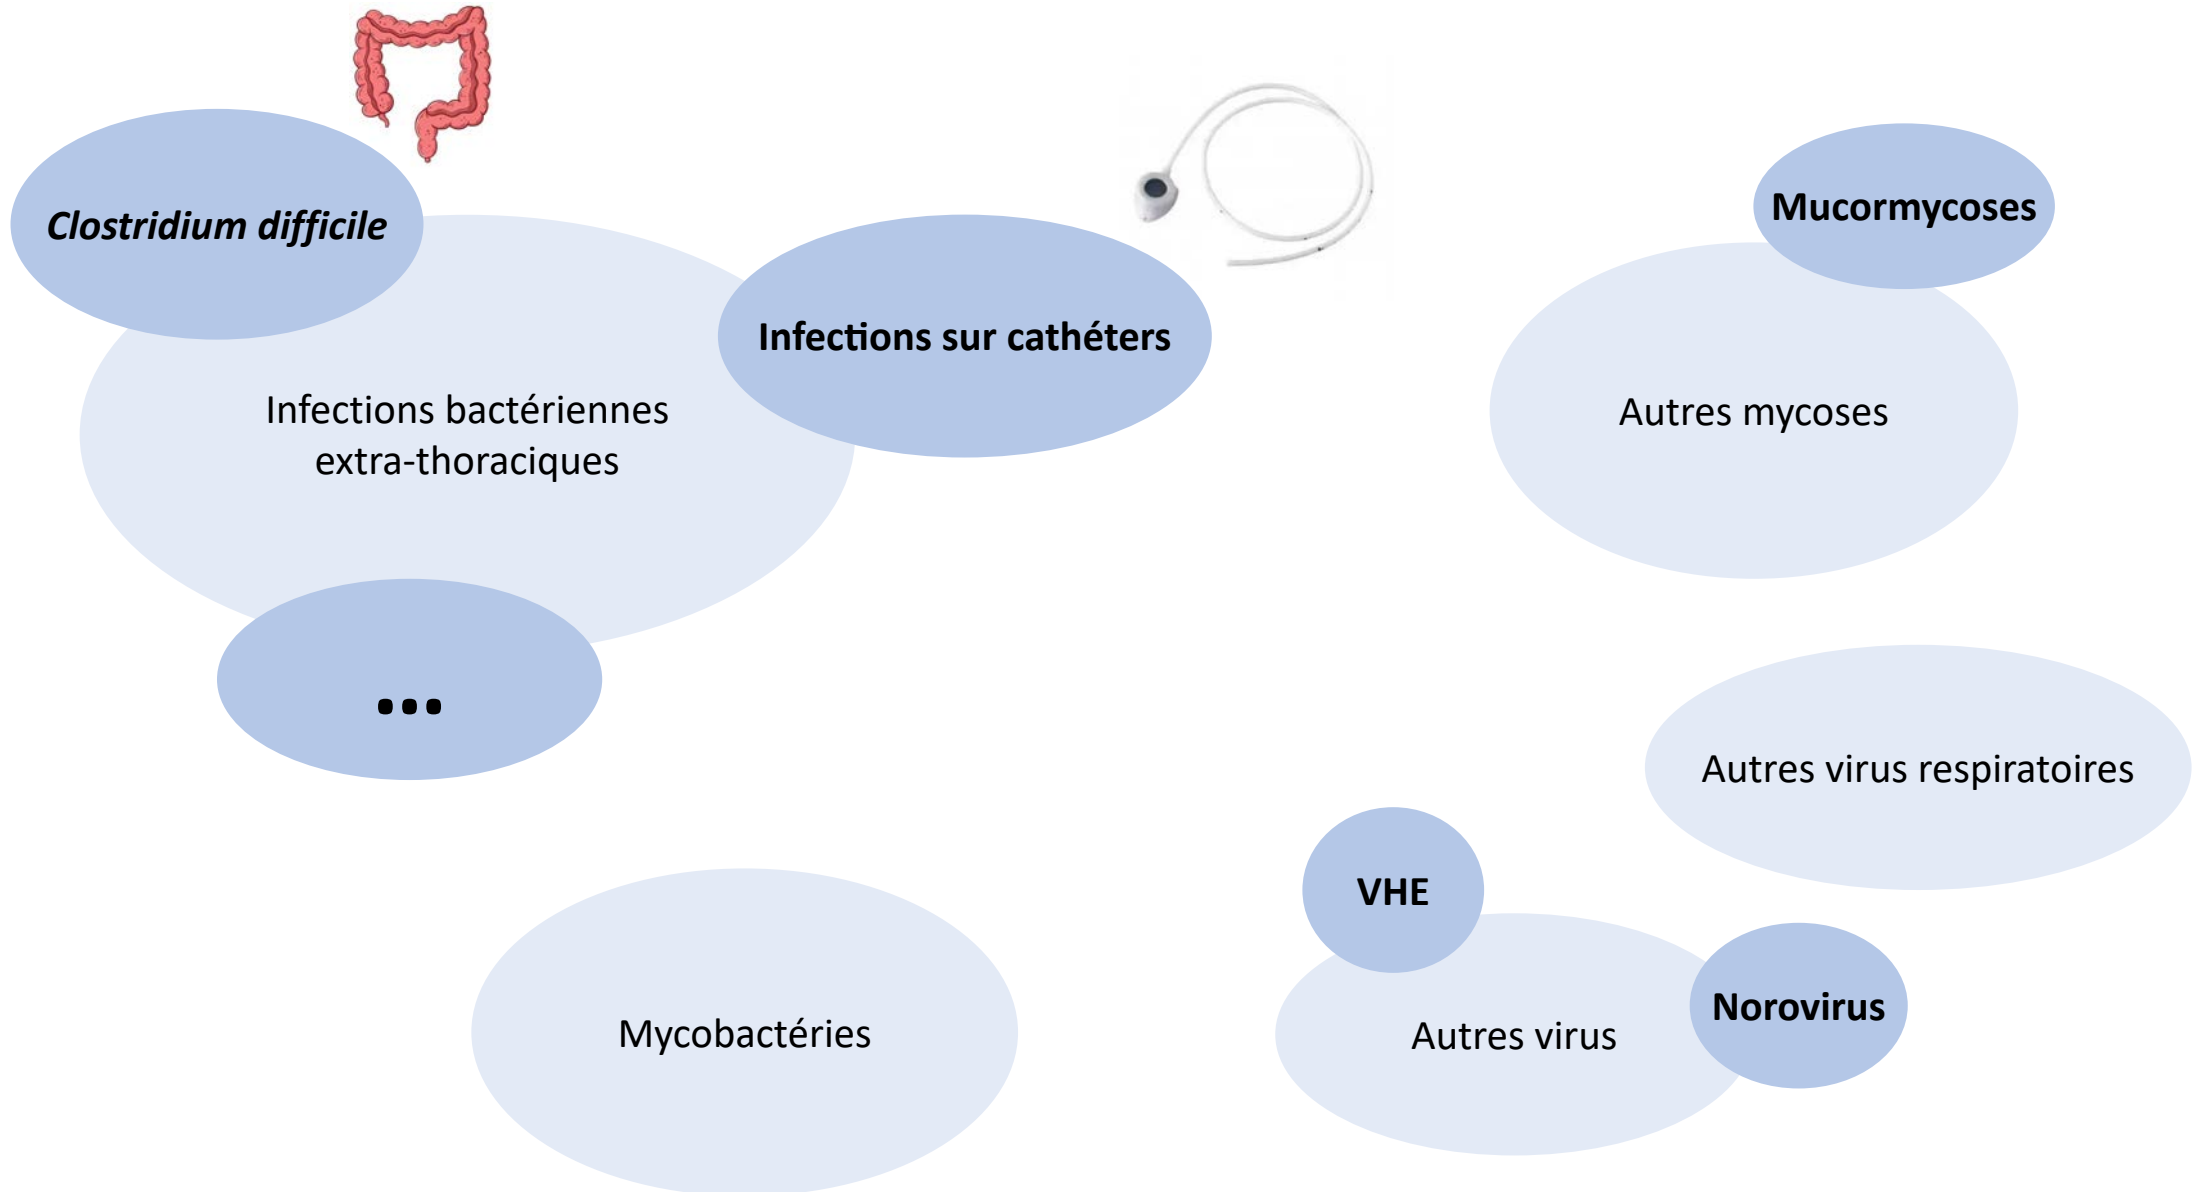 Clostridium difficile
Infections sur cathéters
Infections bactériennes
extra-thoraciques
...
Mucormycoses
Autres mycoses
Autres virus respiratoires
VHE
Norovirus
Autres virus
Mycobactéries